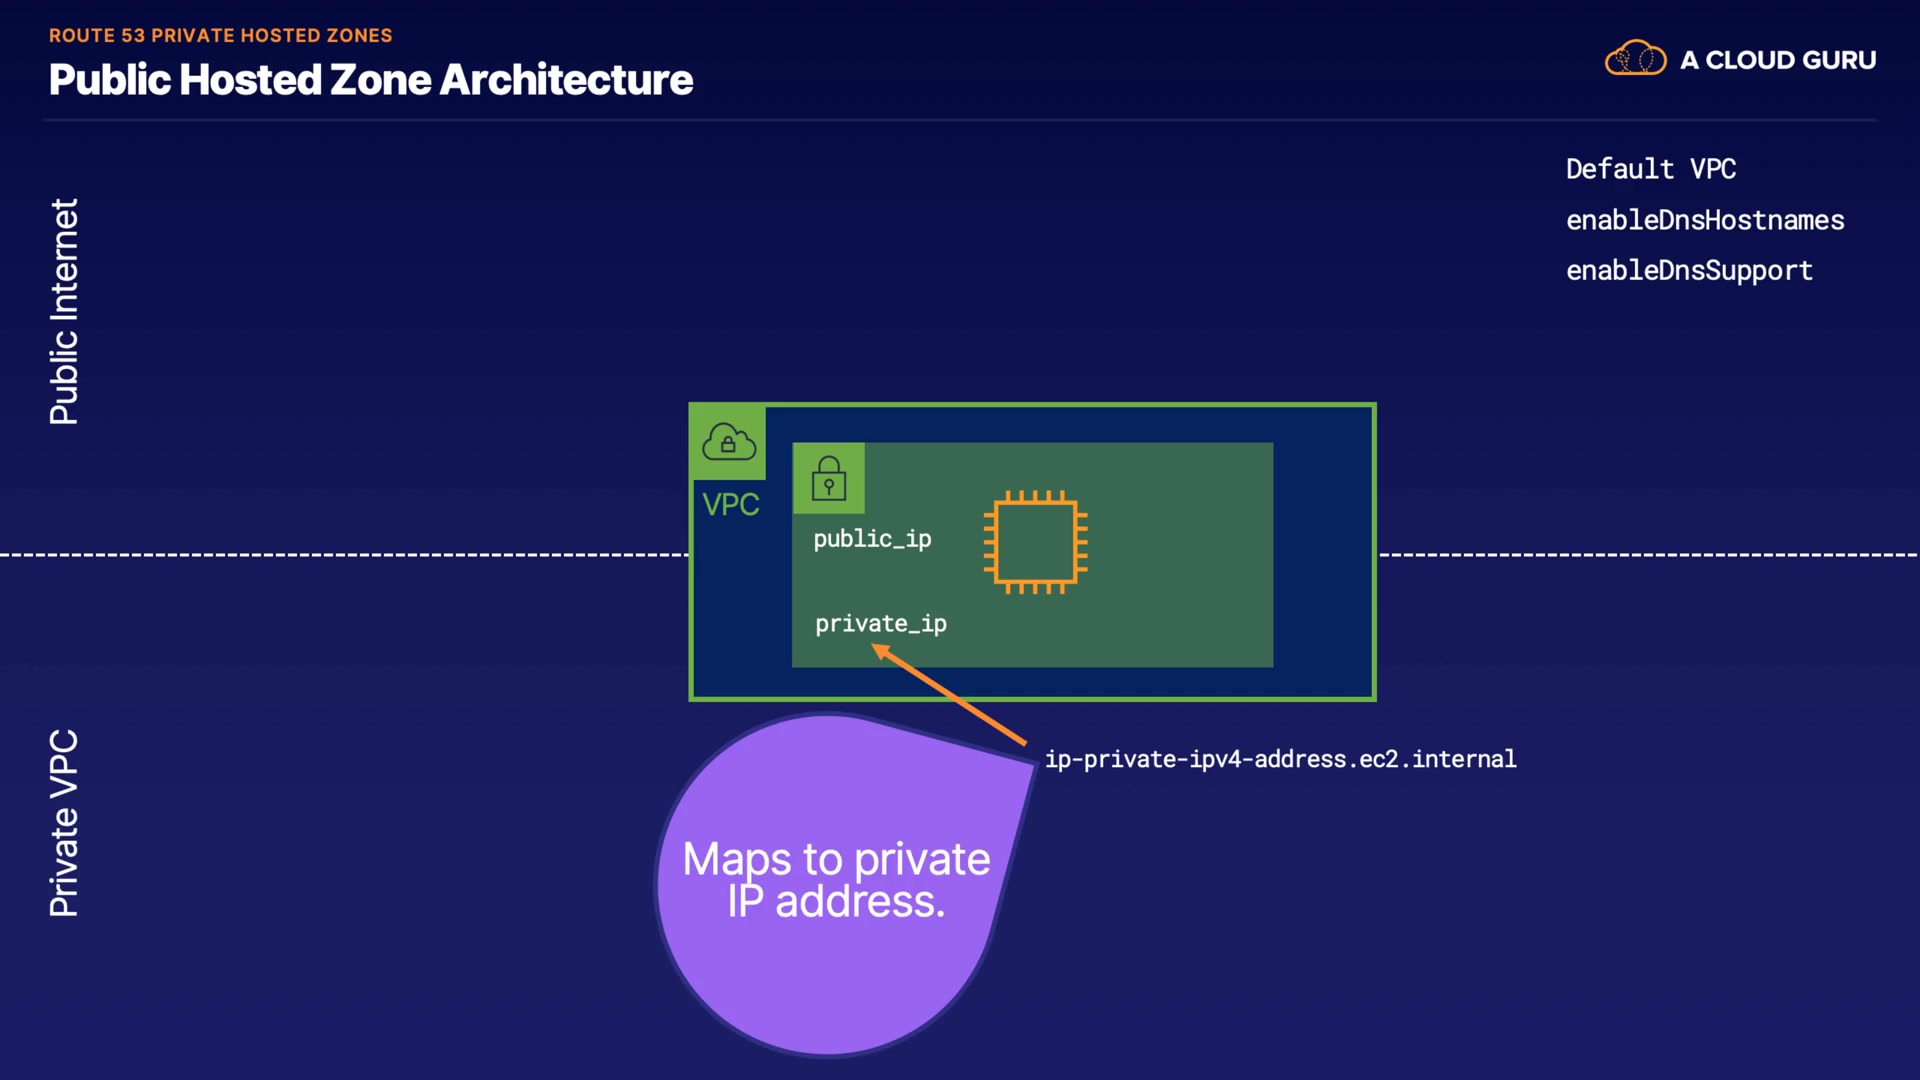 ROUTE 53 PRIVATE HOSTED ZONES
Public Hosted Zone Architecture
A CLOUD GURU
Default VPC
enableDnsHostnames
enableDnsSupport
Public Internet
VPC
public_ip
private_ip
ip-private-ipv4-address.ec2.internal
Private VPC
Maps to private
IP address.